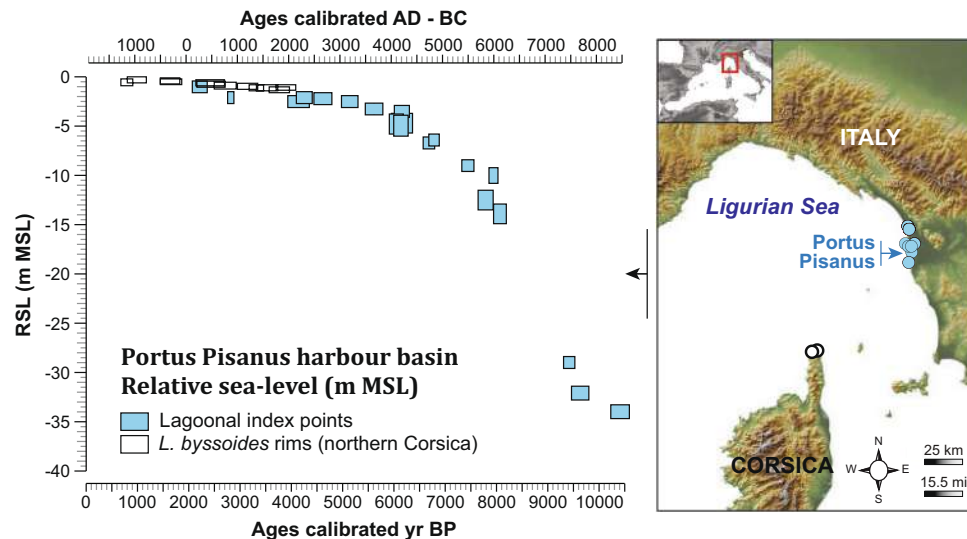 Ages calibrated AD - BC
1000 0 1000 2000 3000 4000 5000 6000 7000 8000
RSL (m MSL)
0
-5
-10
-15
-20
-25
-30
-35
-40
Portus Pisanus harbour basin
Relative sea-level (m MSL)
Lagoonal index points
L. byssoides rims (northern Corsica)
0 1000 2000 3000 4000 5000 6000 7000 8000 9000 10000
Ages calibrated yr BP
ITALY
Ligurian Sea
Portus
Pisanus
CORSICA
N
W E
S
25 km
15.5 mi